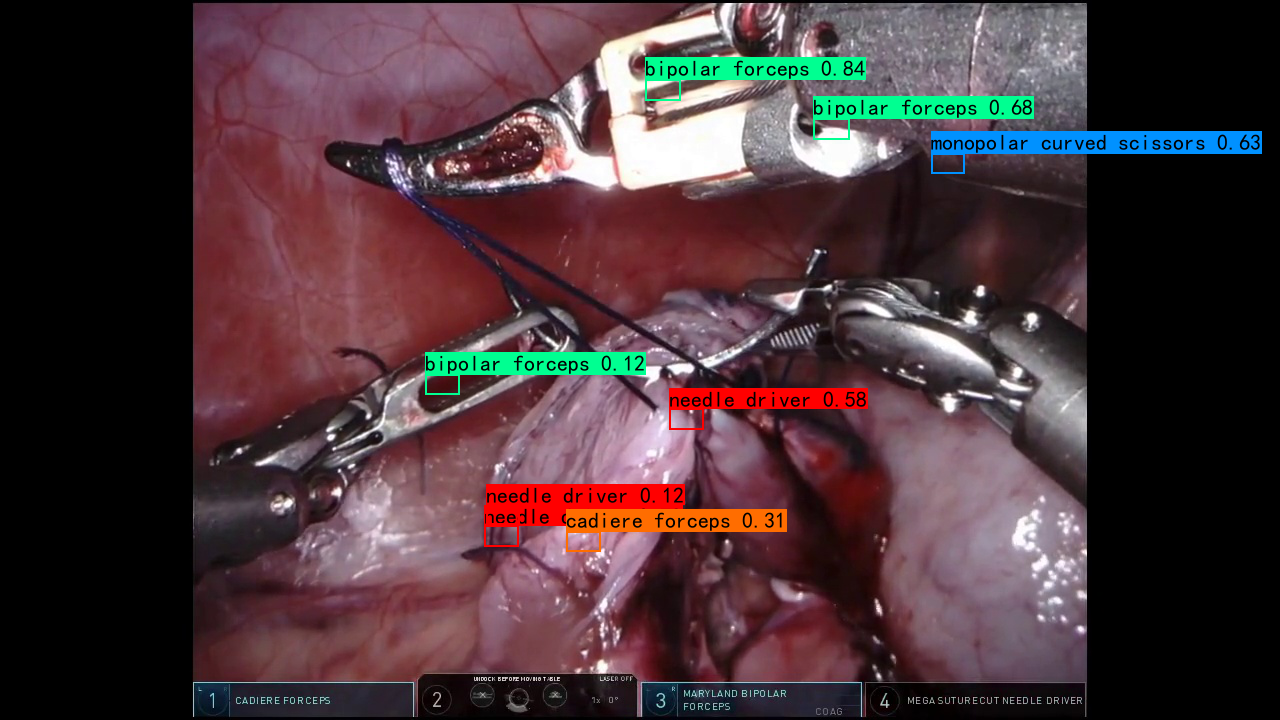 bipolar forceps 0.84
bipolar forceps 0.68
monopolar curved scissors 0.63
bipolar forceps 0.12
needle driver 0.58
needle driver 0.12
needle
cadiere forceps 0.31
UNDOCK BEFORE MOVING TABLE
LASER OFF
1 CADIERE FORCEPS
2
1x 0°
3 MARYLAND BIPOLAR FORCEPS
COAG
4 MEGA SUTURECUT NEEDLE DRIVER